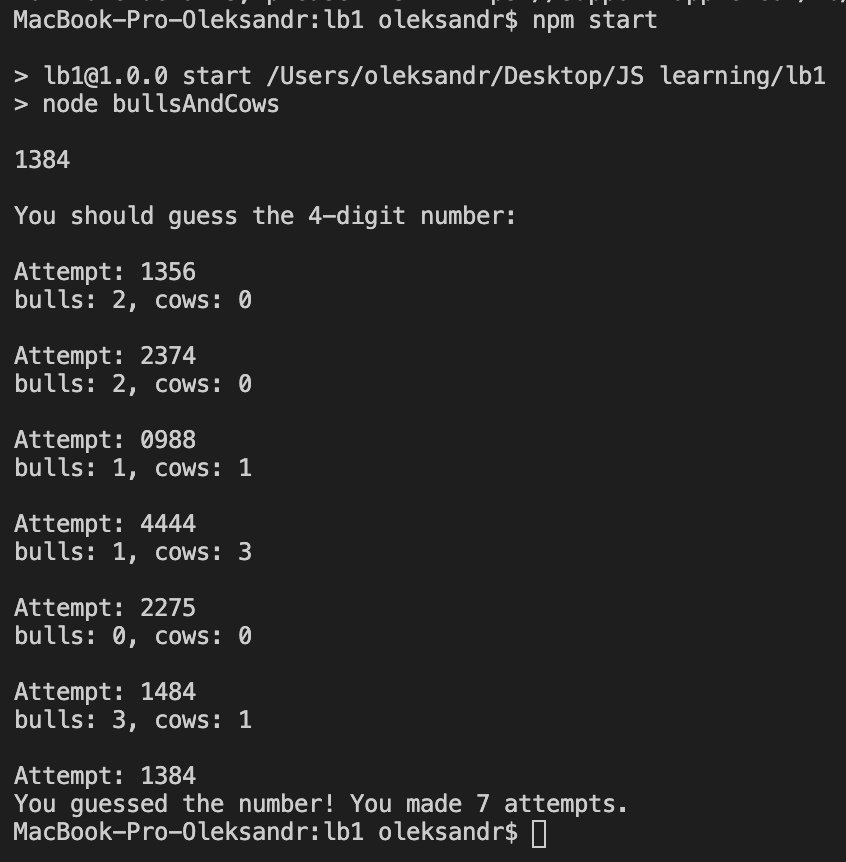 MacBook-Pro-Oleksandr:lb1 oleksandr$ npm start
> lb1@1.0.0 start /Users/oleksandr/Desktop/JS learning/lb1
> node bullsAndCows
1384
You should guess the 4-digit number:
Attempt: 1356
bulls: 2, cows: 0
Attempt: 2374
bulls: 2, cows: 0
Attempt: 0988
bulls: 1, cows: 1
Attempt: 4444
bulls: 1, cows: 3
Attempt: 2275
bulls: 0, cows: 0
Attempt: 1484
bulls: 3, cows: 1
Attempt: 1384
You guessed the number! You made 7 attempts.
MacBook-Pro-Oleksandr:lb1 oleksandr$